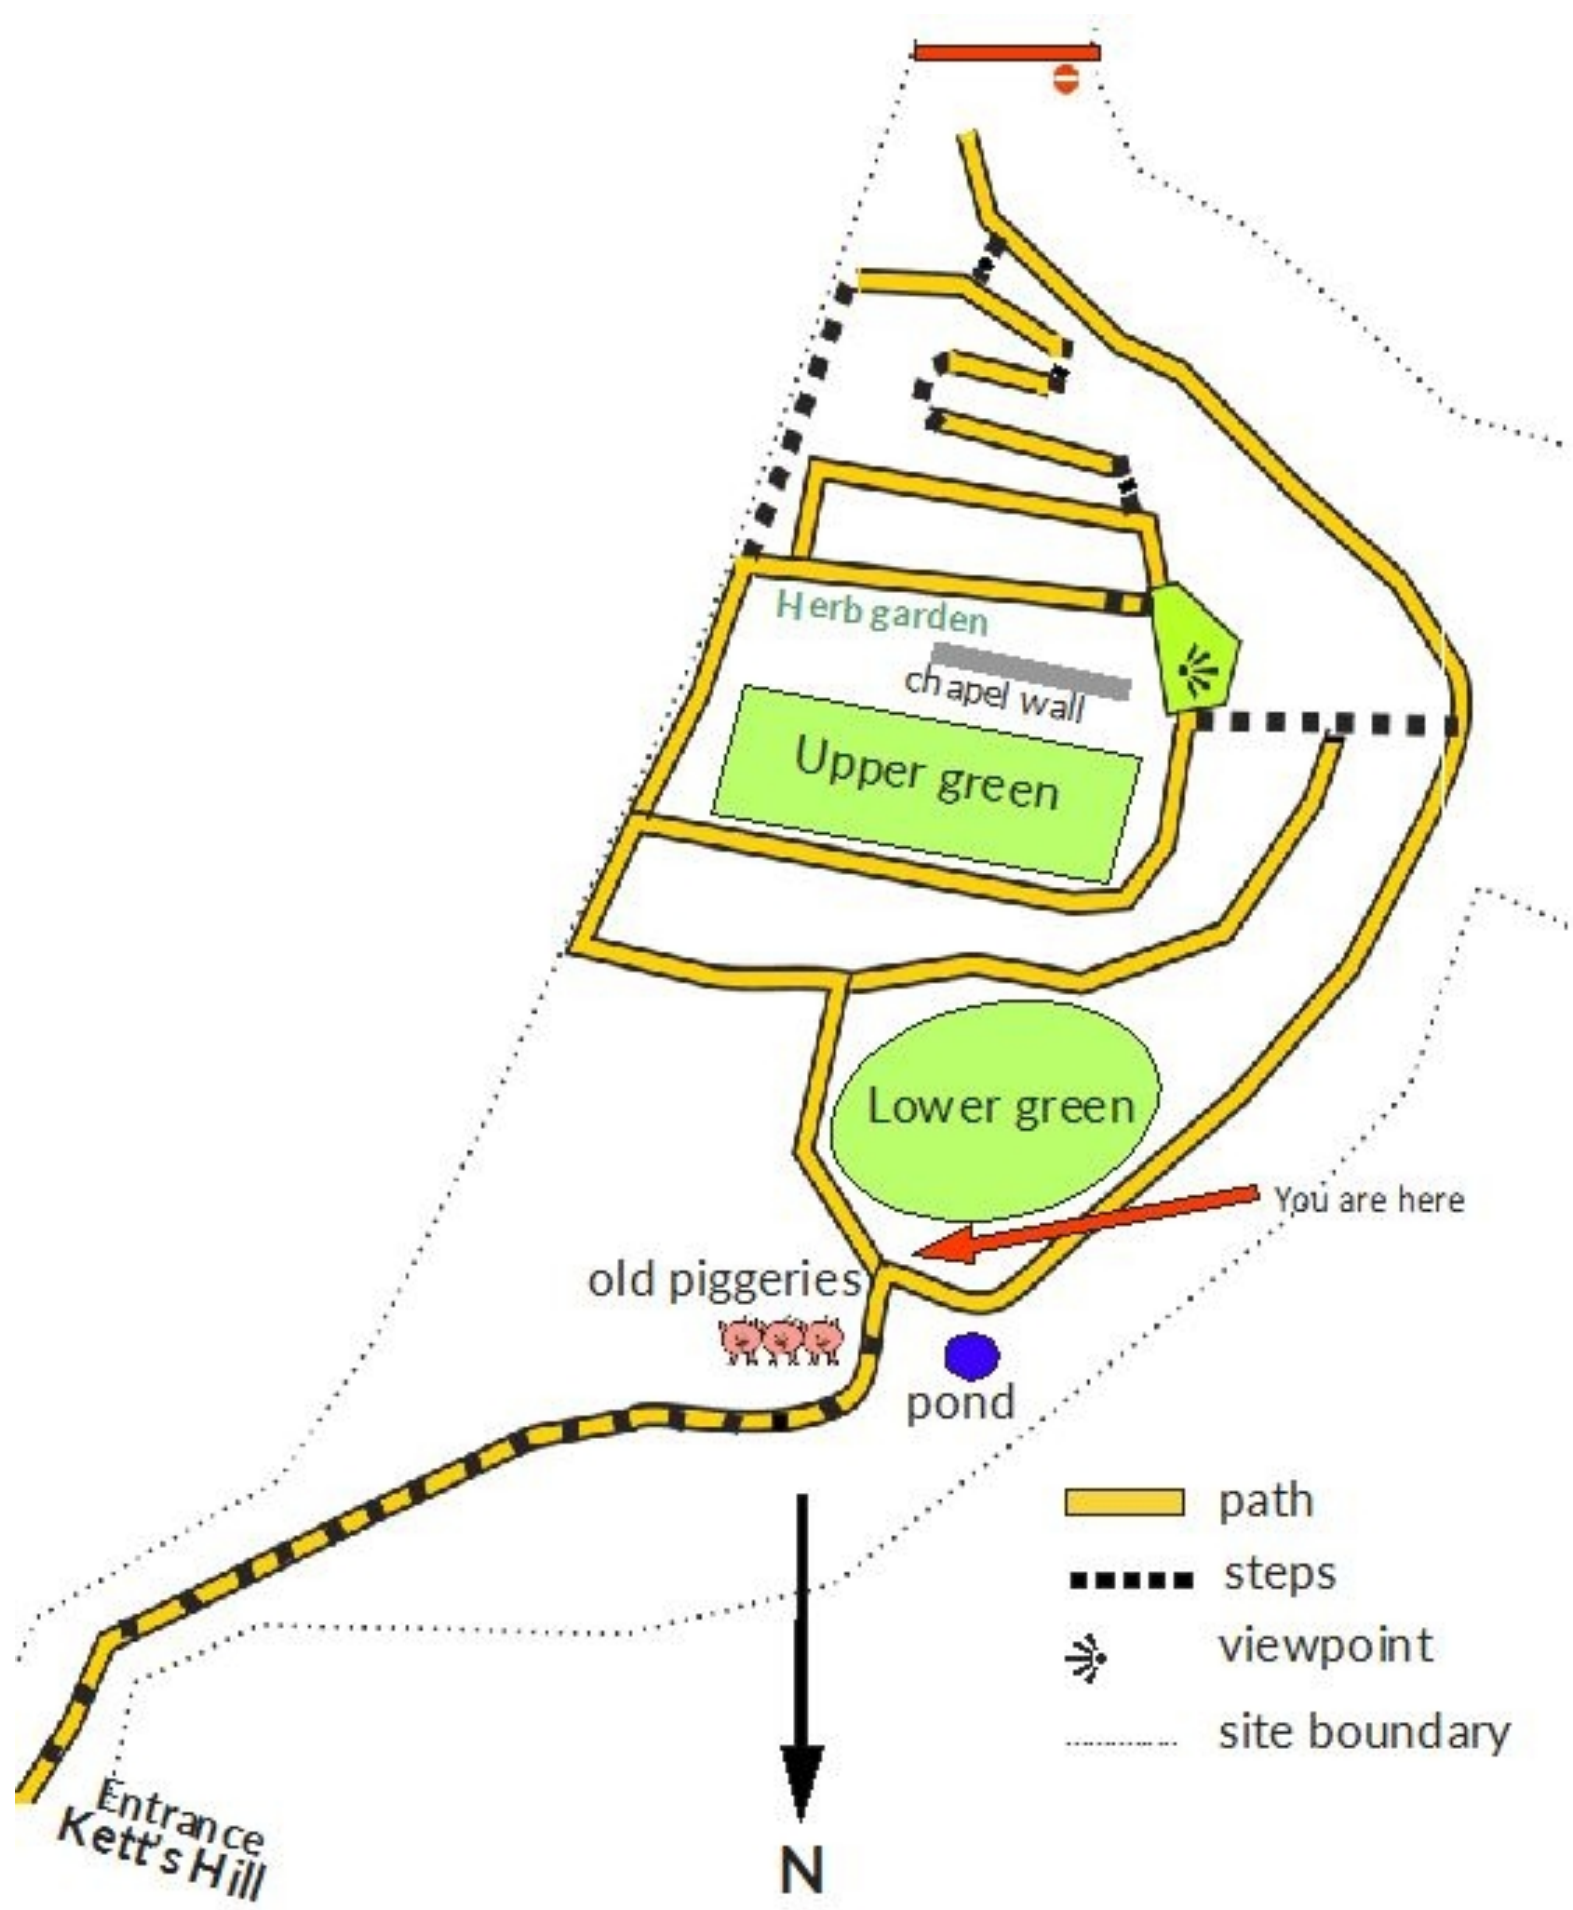 Herb garden
chapel wall
Upper green
Lower green
You are here
old piggeries
pond
path
steps
viewpoint
site boundary
Entrance
Kett's Hill
N